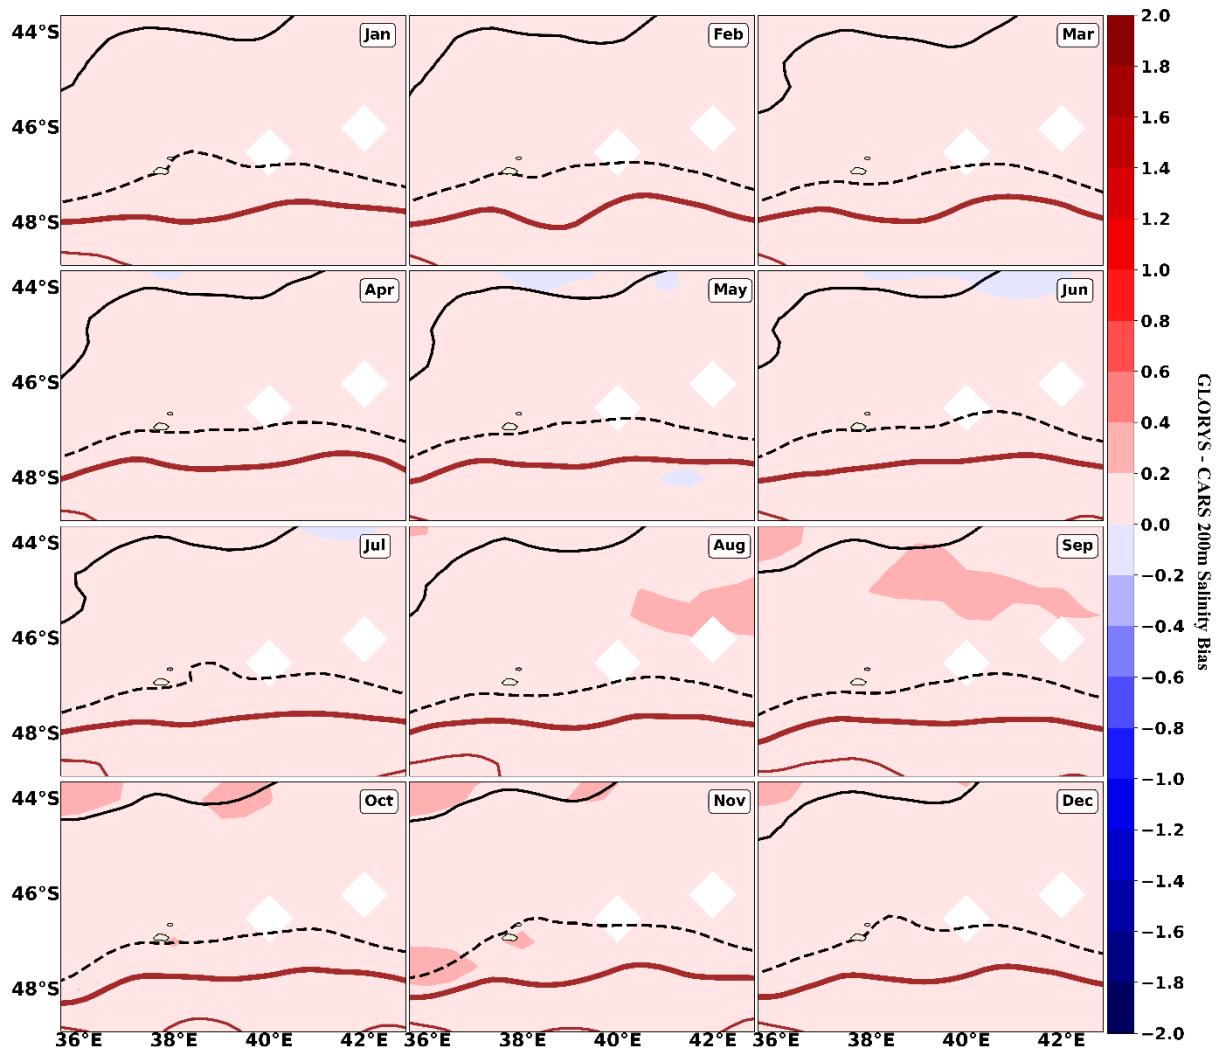 44°S
Jan
Feb
Mar
46°S
48°S
44°S
Apr
May
Jun
46°S
48°S
44°S
Jul
Aug
Sep
46°S
48°S
44°S
Oct
Nov
Dec
46°S
48°S
36°E 38°E 40°E 42°E 36°E 38°E 40°E 42°E 36°E 38°E 40°E 42°E
2.0
1.8
1.6
1.4
1.2
1.0
0.8
0.6
0.4
0.2
0.0
−0.2
−0.4
−0.6
−0.8
−1.0
−1.2
−1.4
−1.6
−1.8
−2.0
GLORYS - CARS 200m Salinity Bias